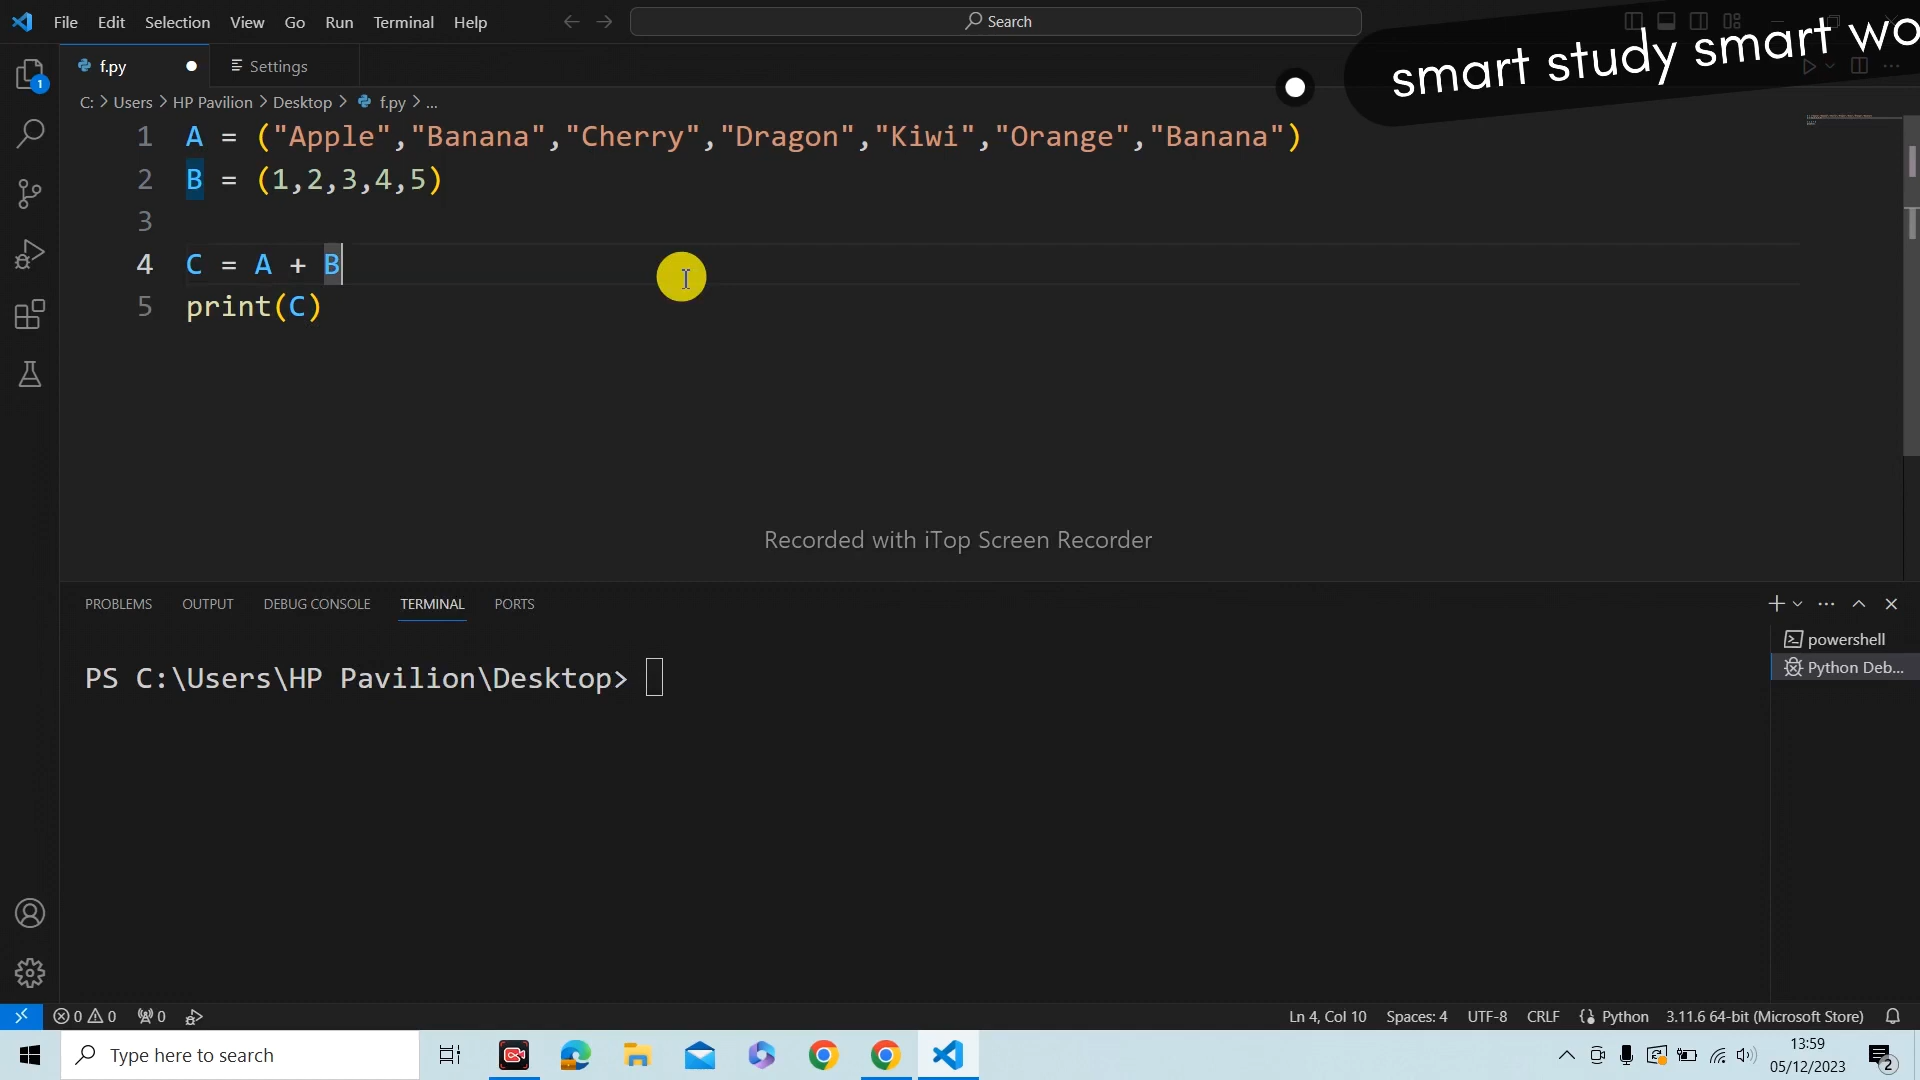 File Edit Selection View Go Run Terminal Help
Search
smart study smart wo
f.py
Settings
C: > Users > HP Pavilion > Desktop > f.py > ...
1 A = ("Apple","Banana","Cherry","Dragon","Kiwi","Orange","Banana")
2 B = (1,2,3,4,5)
3
4 C = A + B
5 print(C)
Recorded with iTop Screen Recorder
PROBLEMS OUTPUT DEBUG CONSOLE TERMINAL PORTS
powershell
Python Deb...
PS C:\Users\HP Pavilion\Desktop>
0 0 0 Ln 4, Col 10 Spaces: 4 UTF-8 CRLF Python 3.11.6 64-bit (Microsoft Store)
Type here to search
13:59
05/12/2023
2
1